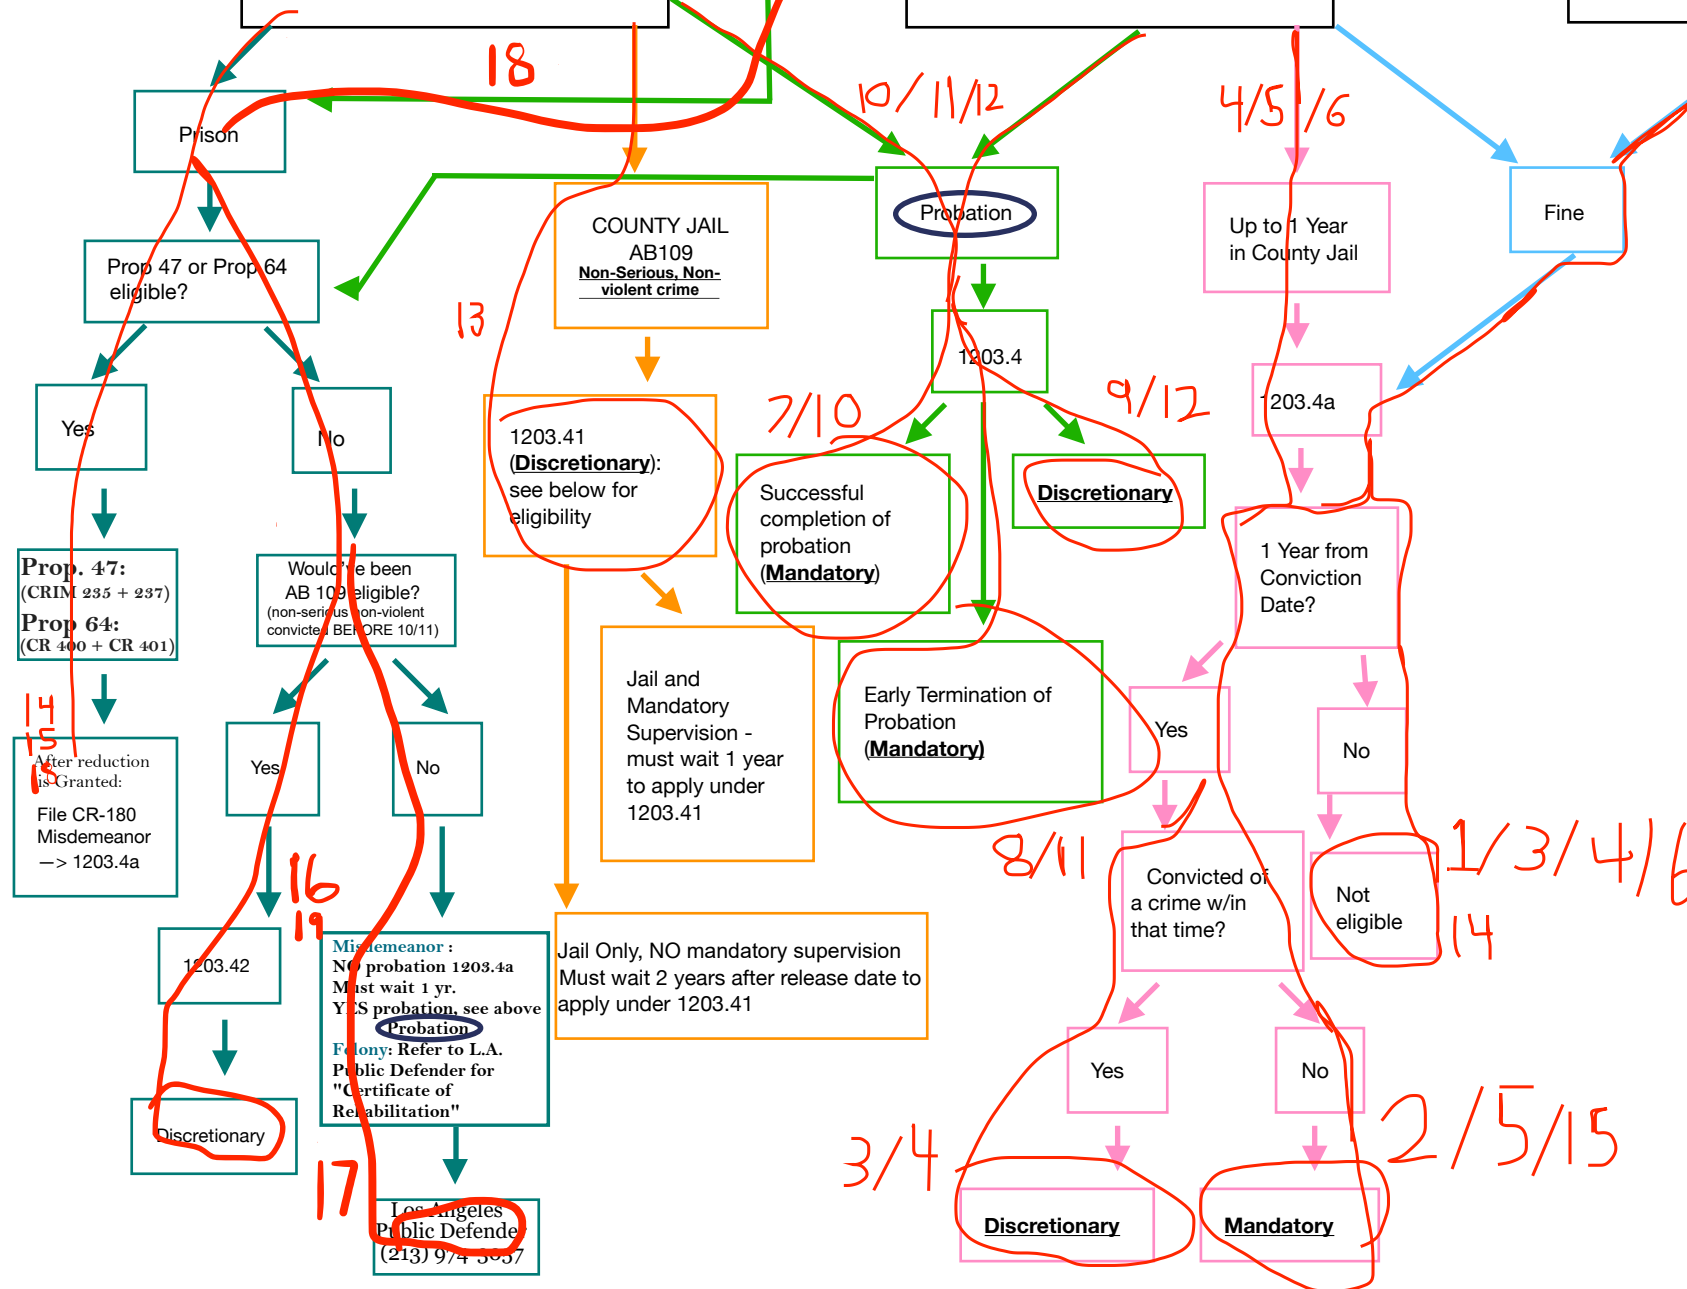 18
10/11/12
4/5/6
Prison
COUNTY JAIL
AB109
Non-Serious, Non-
violent crime
Probation
Up to 1 Year
in County Jail
Fine
Prop 47 or Prop 64
eligible?
13
1203.4
1203.4a
Yes
No
1203.41
(Discretionary):
see below for
eligibility
7/10
9/12
Successful
completion of
probation
(Mandatory)
Discretionary
1 Year from
Conviction
Date?
Prop. 47:
(CRIM 235 + 237)
Prop 64:
(CR 400 + CR 401)
Would've been
AB 109 eligible?
(non-serious non-violent
convicted BEFORE 10/11)
Jail and
Mandatory
Supervision -
must wait 1 year
to apply under
1203.41
Early Termination of
Probation
(Mandatory)
Yes
No
14
15
After reduction
is Granted:
File CR-180
Misdemeanor
—> 1203.4a
Yes
No
8/11
1/3/4/6
14
Convicted of
a crime w/in
that time?
Not
eligible
16
19
1203.42
Misdemeanor :
NO probation 1203.4a
Must wait 1 yr.
YES probation, see above
Probation
Felony: Refer to L.A.
Public Defender for
"Certificate of
Rehabilitation"
Jail Only, NO mandatory supervision
Must wait 2 years after release date to
apply under 1203.41
Yes
No
Discretionary
3/4
2/5/15
17
Los Angeles
Public Defender
(213) 974-3057
Discretionary
Mandatory